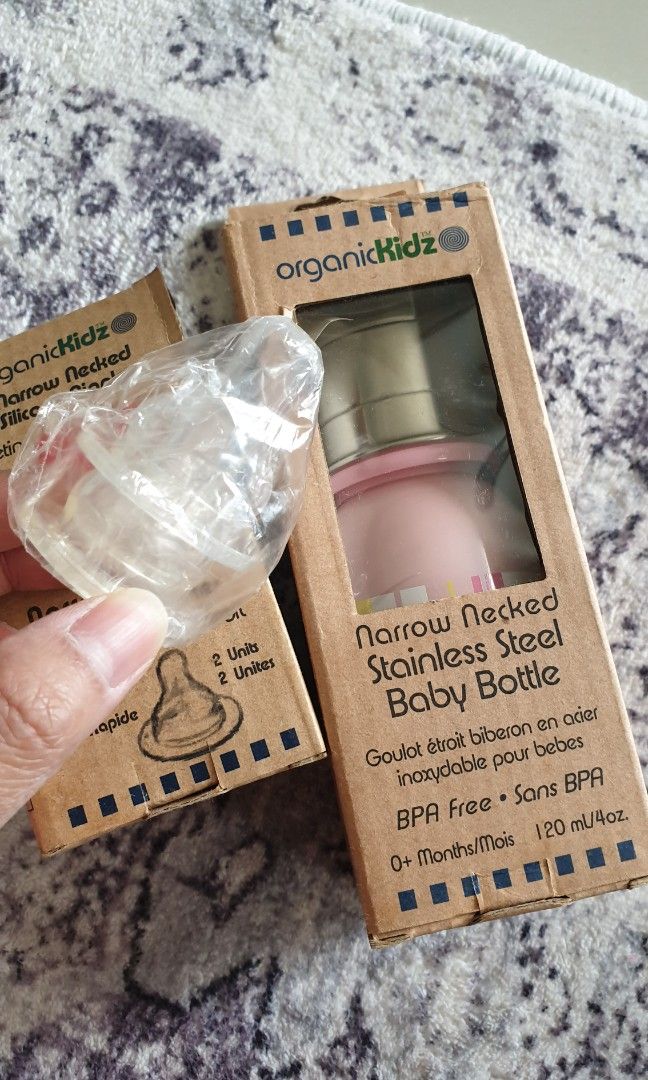 organicKidz™
Narrow Necked
Stainless Steel
Baby Bottle
Goulot étroit biberon en acier
inoxydable pour bebes
BPA Free • Sans BPA
0+ Months/Mois 120 mL/4oz.
ganicKidz
Narrow Necked
2 Units
2 Unites